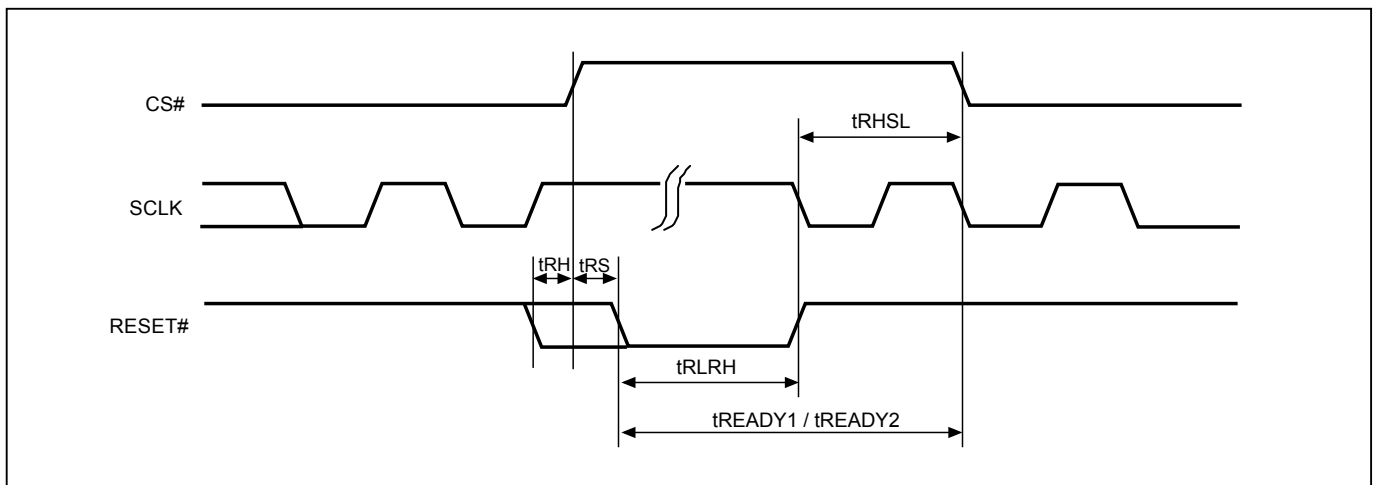 CS#
tRHSL
SCLK
tRH tRS
RESET#
tRLRH
tREADY1 / tREADY2